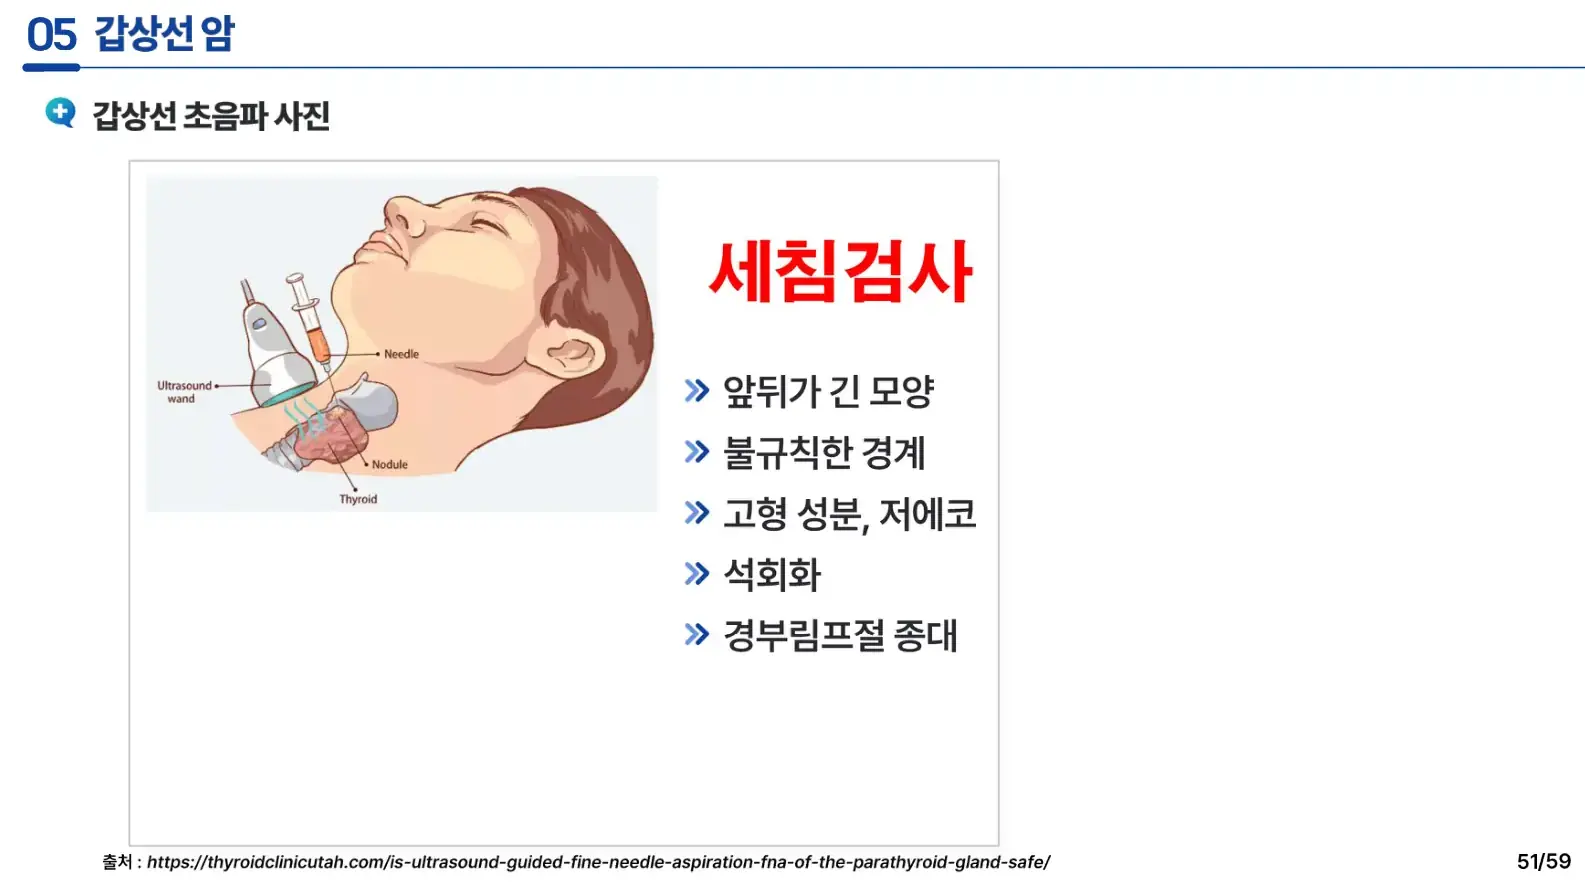 05 갑상선 암
갑상선 초음파 사진
세침검사
Needle
Ultrasound
wand
Nodule
Thyroid
앞뒤가 긴 모양
불규칙한 경계
고형 성분, 저에코
석회화
경부림프절 종대
출처 : https://thyroidclinicutah.com/is-ultrasound-guided-fine-needle-aspiration-fna-of-the-parathyroid-gland-safe/
51/59